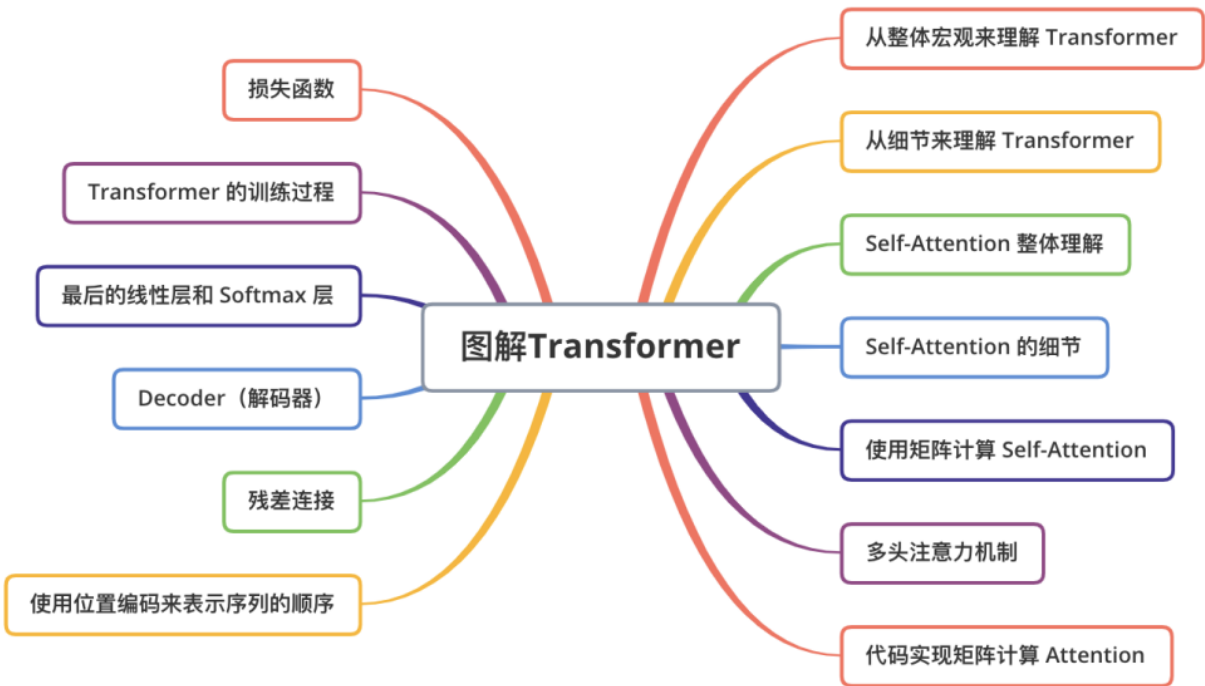 图解Transformer
从整体宏观来理解 Transformer
从细节来理解 Transformer
Self-Attention 整体理解
Self-Attention 的细节
使用矩阵计算 Self-Attention
多头注意力机制
代码实现矩阵计算 Attention
损失函数
Transformer 的训练过程
最后的线性层和 Softmax 层
Decoder（解码器）
残差连接
使用位置编码来表示序列的顺序